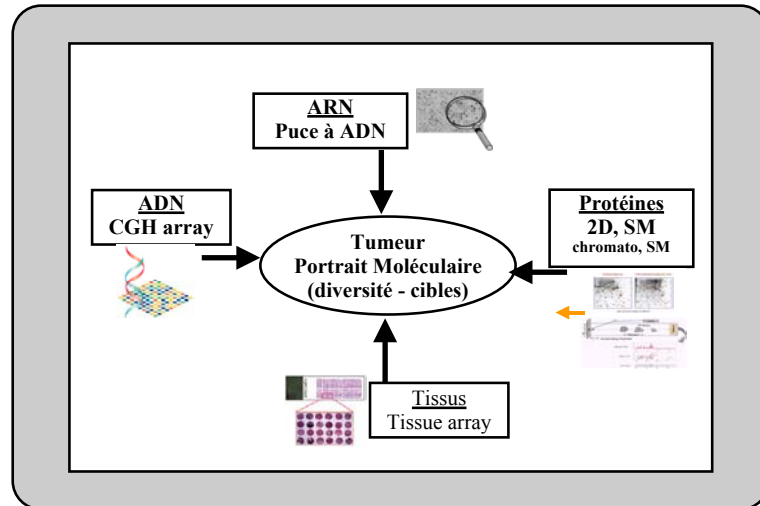 ARN
Puce à ADN
ADN
CGH array
Protéines
2D, SM
chromato, SM
Tumeur
Portrait Moléculaire
(diversité - cibles)
Tissus
Tissue array